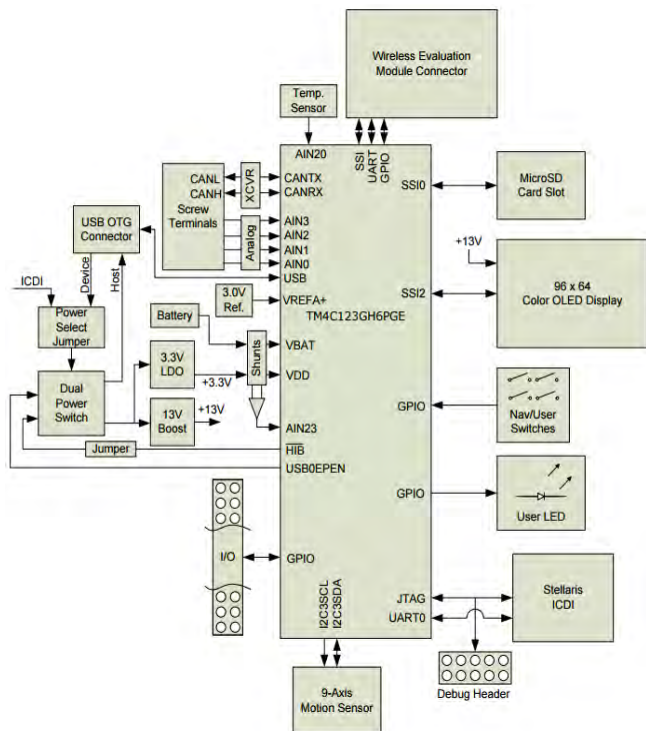 Wireless Evaluation
Module Connector
Temp.
Sensor
AIN20
SSI
UART
GPIO
CANL
CANH
Screw
Terminals
XCVR
Analog
CANTX
CANRX
AIN3
AIN2
AIN1
AIN0
USB
SSI0
MicroSD
Card Slot
USB OTG
Connector
ICDI
Device
Host
Power
Select
Jumper
Dual
Power
Switch
3.0V
Ref.
VREFA+
TM4C123GH6PGE
Battery
Shunts
VBAT
3.3V
LDO
+3.3V
VDD
13V
Boost
+13V
AIN23
Jumper
HIB
USB0EPEN
+13V
SSI2
96 x 64
Color OLED Display
GPIO
Nav/User
Switches
GPIO
User LED
I/O
GPIO
I2C3SCL
I2C3SDA
JTAG
UART0
Stellaris
ICDI
Debug Header
9-Axis
Motion Sensor